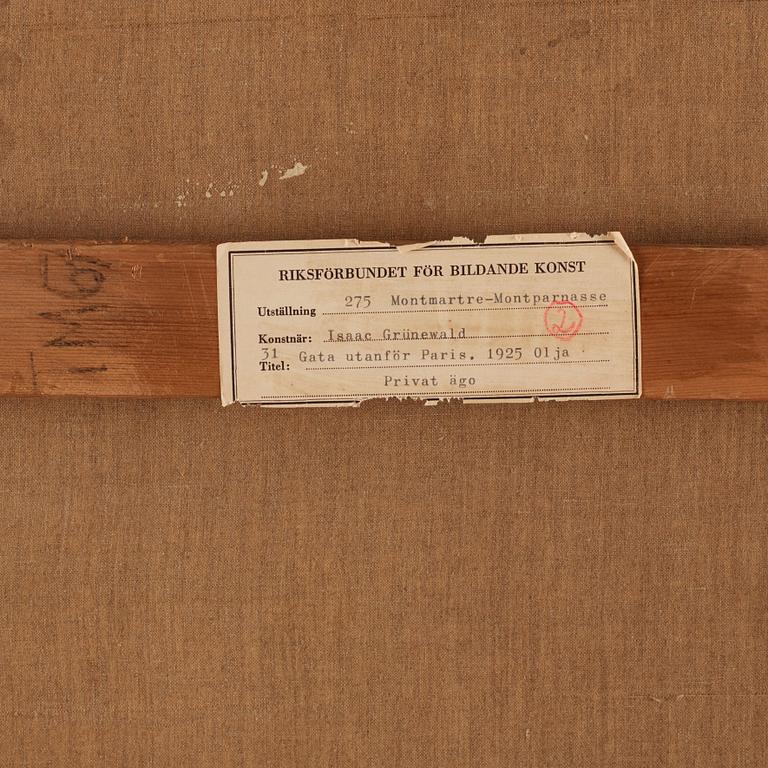 RIKSFÖRBUNDET FÖR BILDANDE KONST
Utställning 275 Montmartre-Montparnasse
2
Konstnär: Isaac Grünewald
31
Titel: Gata utanför Paris. 1925 Olja
Privat ägo